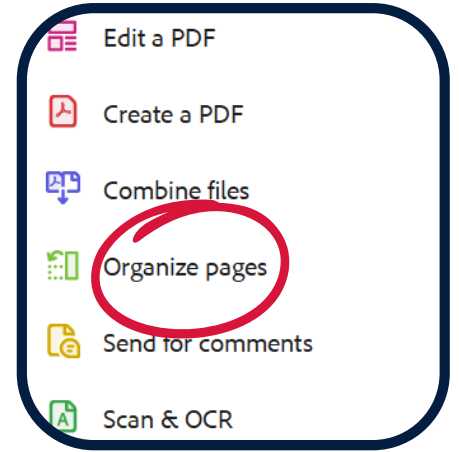 Edit a PDF
Create a PDF
Combine files
Organize pages
Send for comments
Scan & OCR